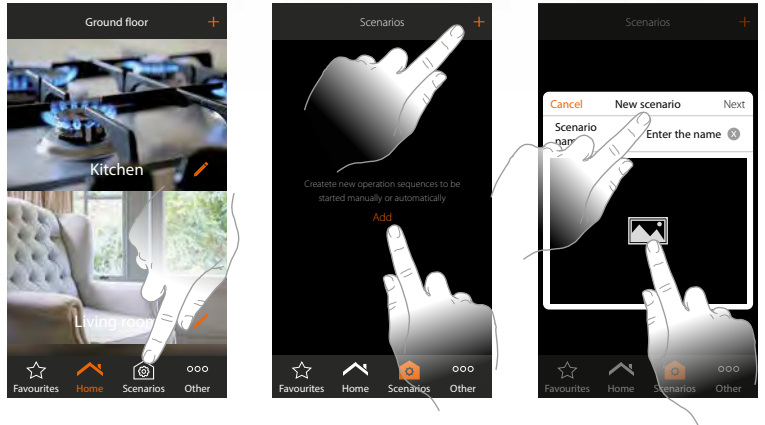 Ground floor +
Kitchen
Living room
Favourites Home Scenarios Other
Scenarios +
Createte new operation sequences to be
started manually or automatically
Add
Favourites Home Scenarios Other
Scenarios +
Cancel New scenario Next
Scenario
name
Enter the name X
Favourites Home Scenarios Other